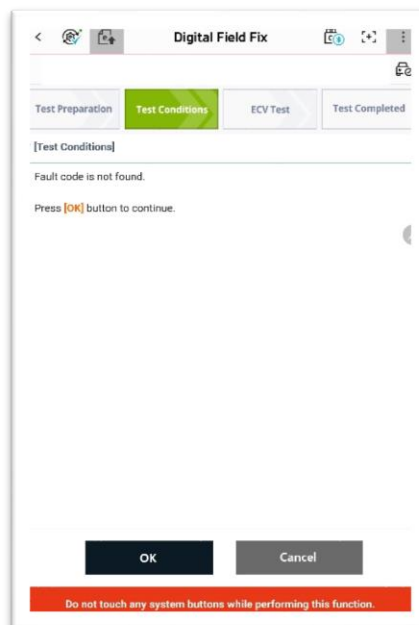 Digital Field Fix
Test Preparation
Test Conditions
ECV Test
Test Completed
[Test Conditions]
Fault code is not found.
Press [OK] button to continue.
OK
Cancel
Do not touch any system buttons while performing this function.